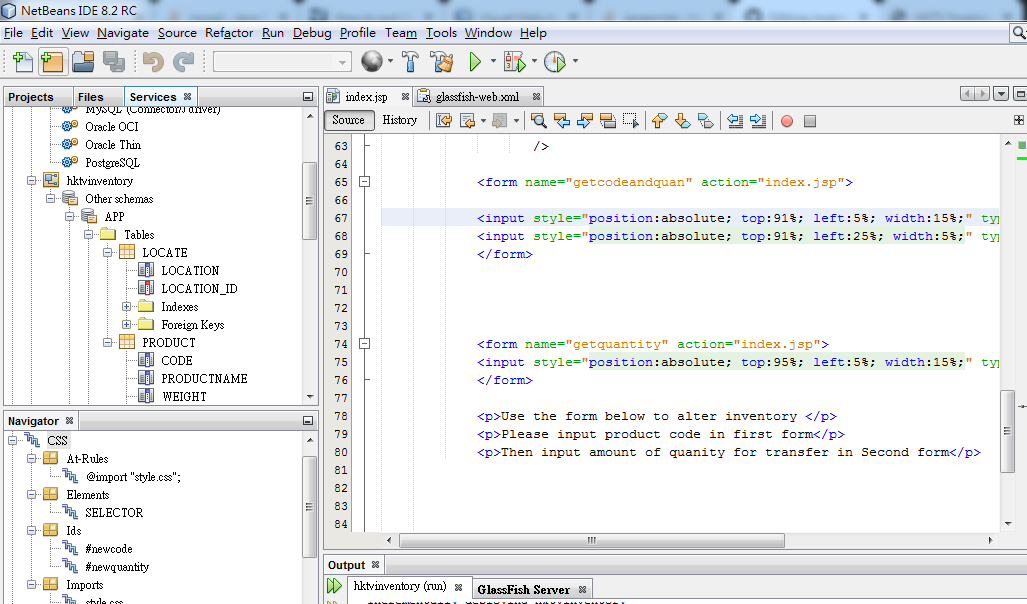 NetBeans IDE 8.2 RC
File Edit View Navigate Source Refactor Run Debug Profile Team Tools Window Help
Projects Files Services
MySQL (Connector/J driver)
Oracle OCI
Oracle Thin
PostgreSQL
hktvinventory
Other schemas
APP
Tables
LOCATE
LOCATION
LOCATION_ID
Indexes
Foreign Keys
PRODUCT
CODE
PRODUCTNAME
WEIGHT
Navigator
CSS
At-Rules
@import "style.css";
Elements
SELECTOR
Ids
#newcode
#newquantity
Imports
style.css
index.jsp glassfish-web.xml
Source History
63 />
64
65 <form name="getcodeandquan" action="index.jsp">
66
67 <input style="position:absolute; top:91%; left:5%; width:15%;" typ
68 <input style="position:absolute; top:91%; left:25%; width:5%;" typ
69 </form>
70
71
72
73
74 <form name="getquantity" action="index.jsp">
75 <input style="position:absolute; top:95%; left:5%; width:15%;" typ
76 </form>
77
78 <p>Use the form below to alter inventory </p>
79 <p>Please input product code in first form</p>
80 <p>Then input amount of quanity for transfer in Second form</p>
81
82
83
84
Output
hktvinventory (run) GlassFish Server